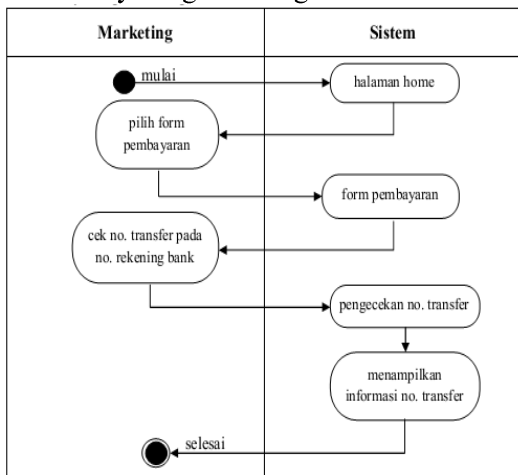 Marketing
Sistem
mulai
halaman home
pilih form
pembayaran
form pembayaran
cek no. transfer pada
no. rekening bank
pengecekan no. transfer
menampilkan
informasi no. transfer
selesai